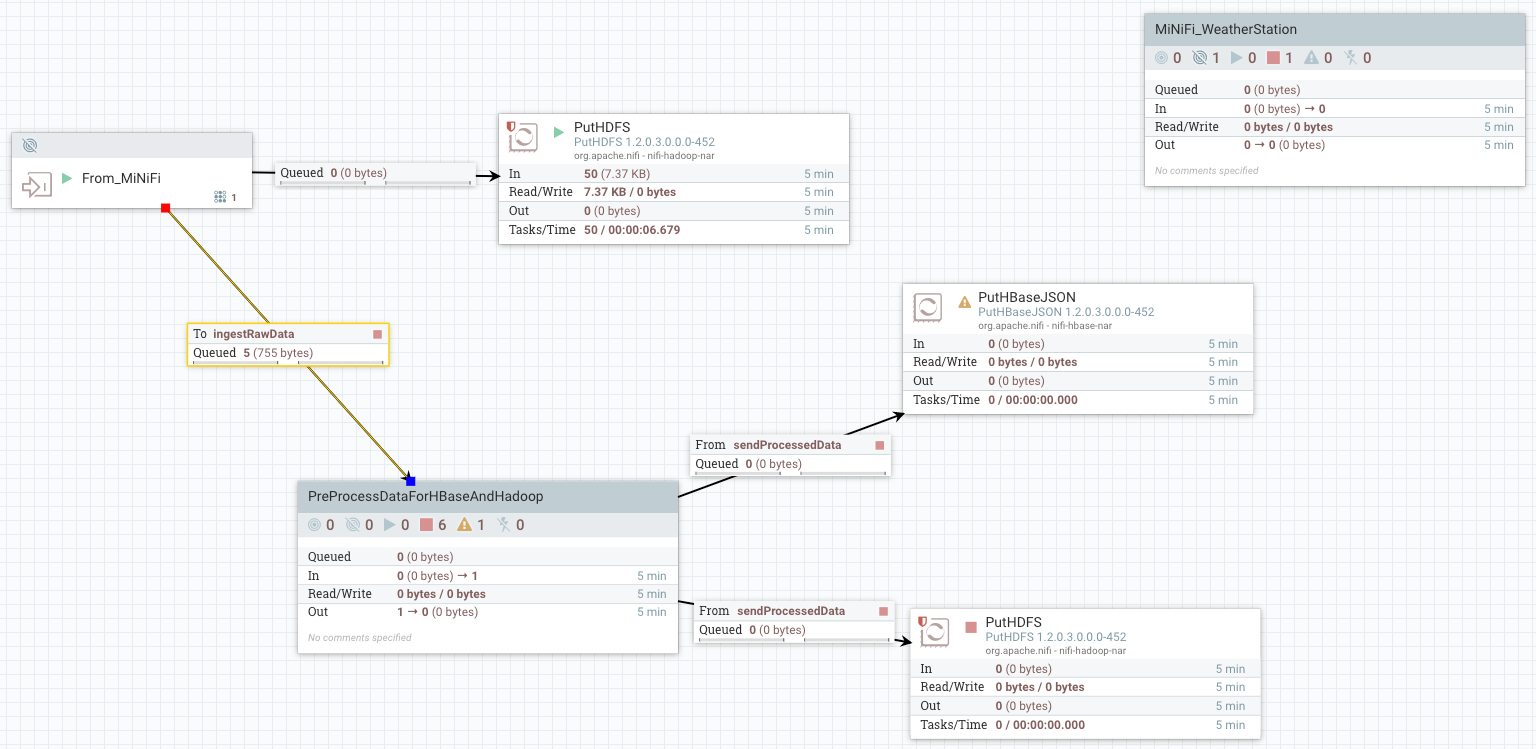 MiNiFi_WeatherStation
0 1 0 1 0 0
Queued 0 (0 bytes)
In 0 (0 bytes) → 0 5 min
Read/Write 0 bytes / 0 bytes 5 min
Out 0 → 0 (0 bytes) 5 min
No comments specified
From_MiNiFi
1
Queued 0 (0 bytes)
PutHDFS
PutHDFS 1.2.0.3.0.0.0-452
org.apache.nifi - nifi-hadoop-nar
In 50 (7.37 KB) 5 min
Read/Write 7.37 KB / 0 bytes 5 min
Out 0 (0 bytes) 5 min
Tasks/Time 50 / 00:00:06.679 5 min
To ingestRawData
Queued 5 (755 bytes)
PutHBaseJSON
PutHBaseJSON 1.2.0.3.0.0.0-452
org.apache.nifi - nifi-hbase-nar
In 0 (0 bytes) 5 min
Read/Write 0 bytes / 0 bytes 5 min
Out 0 (0 bytes) 5 min
Tasks/Time 0 / 00:00:00.000 5 min
From sendProcessedData
Queued 0 (0 bytes)
PreProcessDataForHBaseAndHadoop
0 0 0 6 1 0
Queued 0 (0 bytes)
In 0 (0 bytes) → 1 5 min
Read/Write 0 bytes / 0 bytes 5 min
Out 1 → 0 (0 bytes) 5 min
No comments specified
From sendProcessedData
Queued 0 (0 bytes)
PutHDFS
PutHDFS 1.2.0.3.0.0.0-452
org.apache.nifi - nifi-hadoop-nar
In 0 (0 bytes) 5 min
Read/Write 0 bytes / 0 bytes 5 min
Out 0 (0 bytes) 5 min
Tasks/Time 0 / 00:00:00.000 5 min